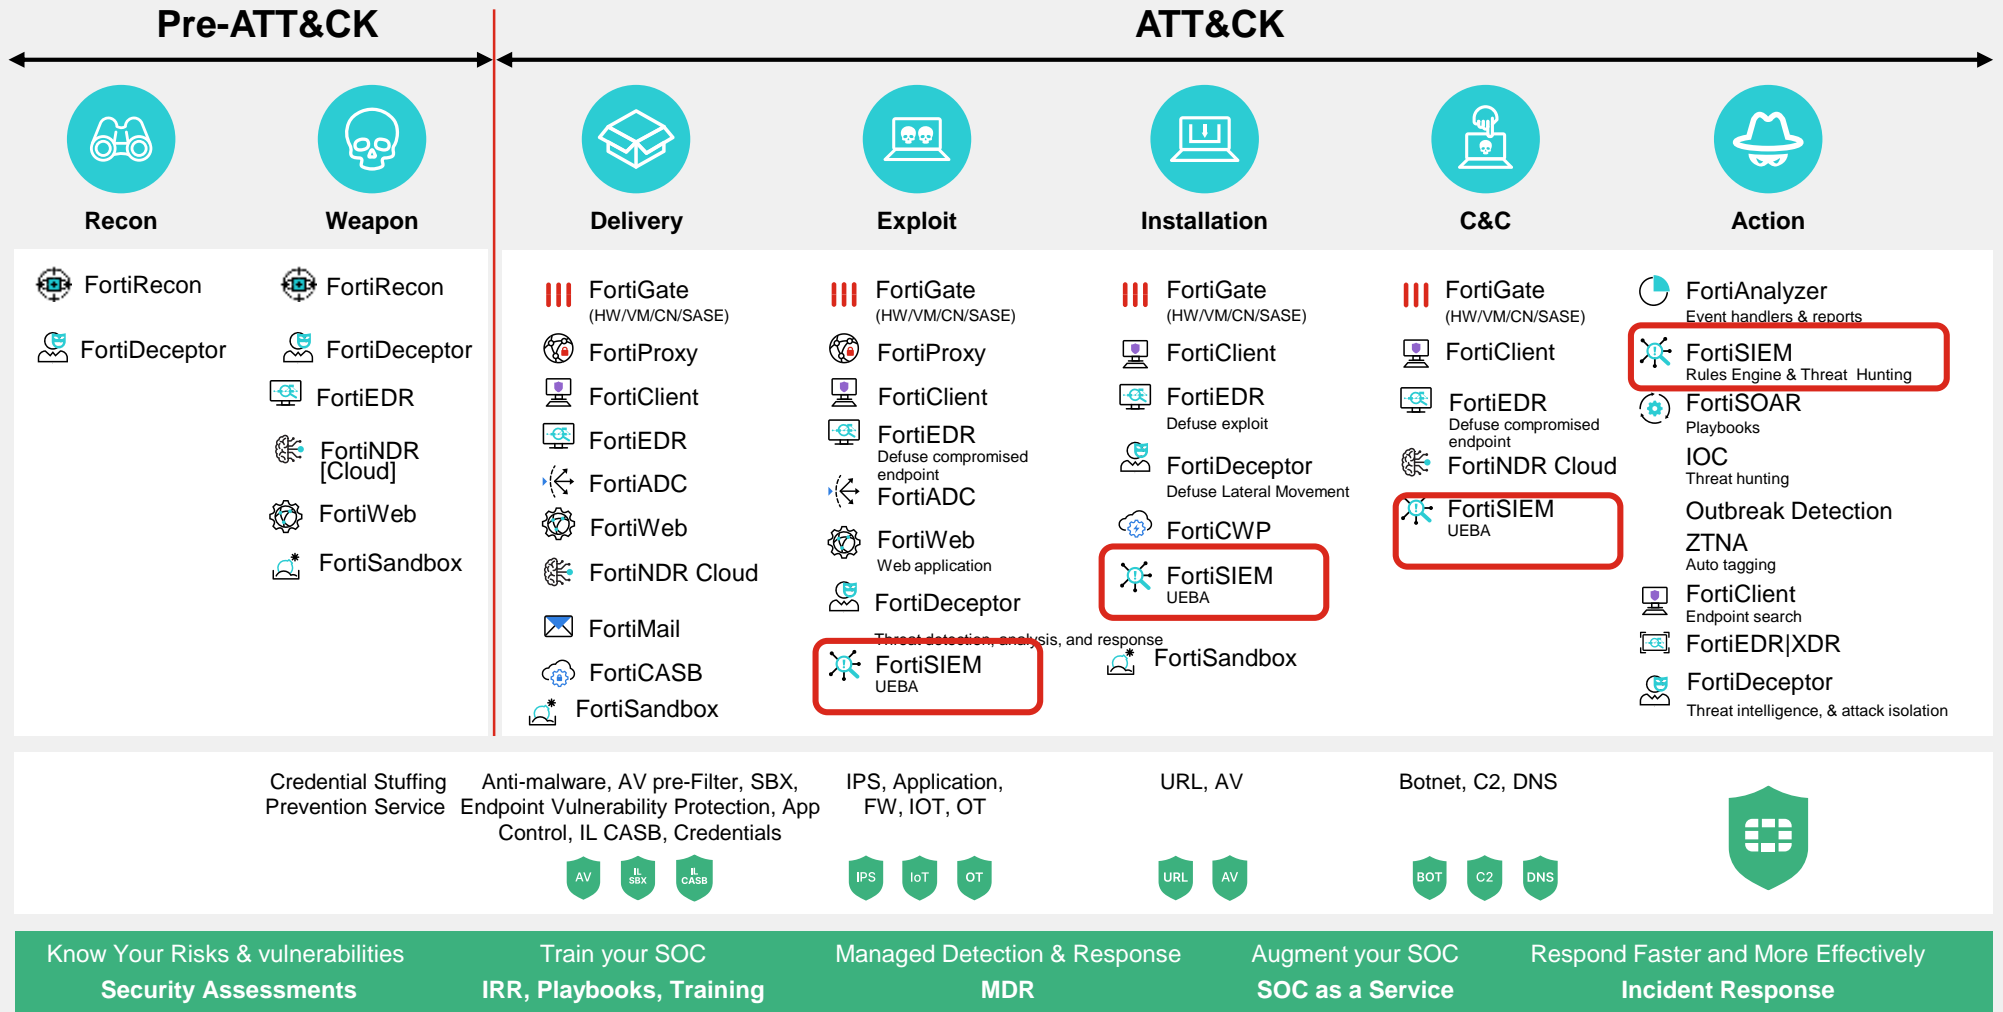 Pre-ATT&CK
ATT&CK
Recon
Weapon
Delivery
Exploit
Installation
C&C
Action
FortiRecon
FortiDeceptor
FortiRecon
FortiDeceptor
FortiEDR
FortiNDR
[Cloud]
FortiWeb
FortiSandbox
FortiGate
(HW/VM/CN/SASE)
FortiProxy
FortiClient
FortiEDR
FortiADC
FortiWeb
FortiNDR Cloud
FortiMail
FortiCASB
FortiSandbox
FortiGate
(HW/VM/CN/SASE)
FortiProxy
FortiClient
FortiEDR
Defuse compromised
endpoint
FortiADC
FortiWeb
Web application
FortiDeceptor
Threat detection, analysis, and response
FortiSIEM
UEBA
FortiGate
(HW/VM/CN/SASE)
FortiClient
FortiEDR
Defuse exploit
FortiDeceptor
Defuse Lateral Movement
FortiCWP
FortiSIEM
UEBA
FortiSandbox
FortiGate
(HW/VM/CN/SASE)
FortiClient
FortiEDR
Defuse compromised
endpoint
FortiNDR Cloud
FortiSIEM
UEBA
FortiAnalyzer
Event handlers & reports
FortiSIEM
Rules Engine & Threat Hunting
FortiSOAR
Playbooks
IOC
Threat hunting
Outbreak Detection
ZTNA
Auto tagging
FortiClient
Endpoint search
FortiEDR|XDR
FortiDeceptor
Threat intelligence, & attack isolation
Credential Stuffing
Prevention Service
Anti-malware, AV pre-Filter, SBX,
Endpoint Vulnerability Protection, App
Control, IL CASB, Credentials
AV
IL
SBX
IL
CASB
IPS, Application,
FW, IOT, OT
IPS
IoT
OT
URL, AV
URL
AV
Botnet, C2, DNS
BOT
C2
DNS
Know Your Risks & vulnerabilities
Security Assessments
Train your SOC
IRR, Playbooks, Training
Managed Detection & Response
MDR
Augment your SOC
SOC as a Service
Respond Faster and More Effectively
Incident Response